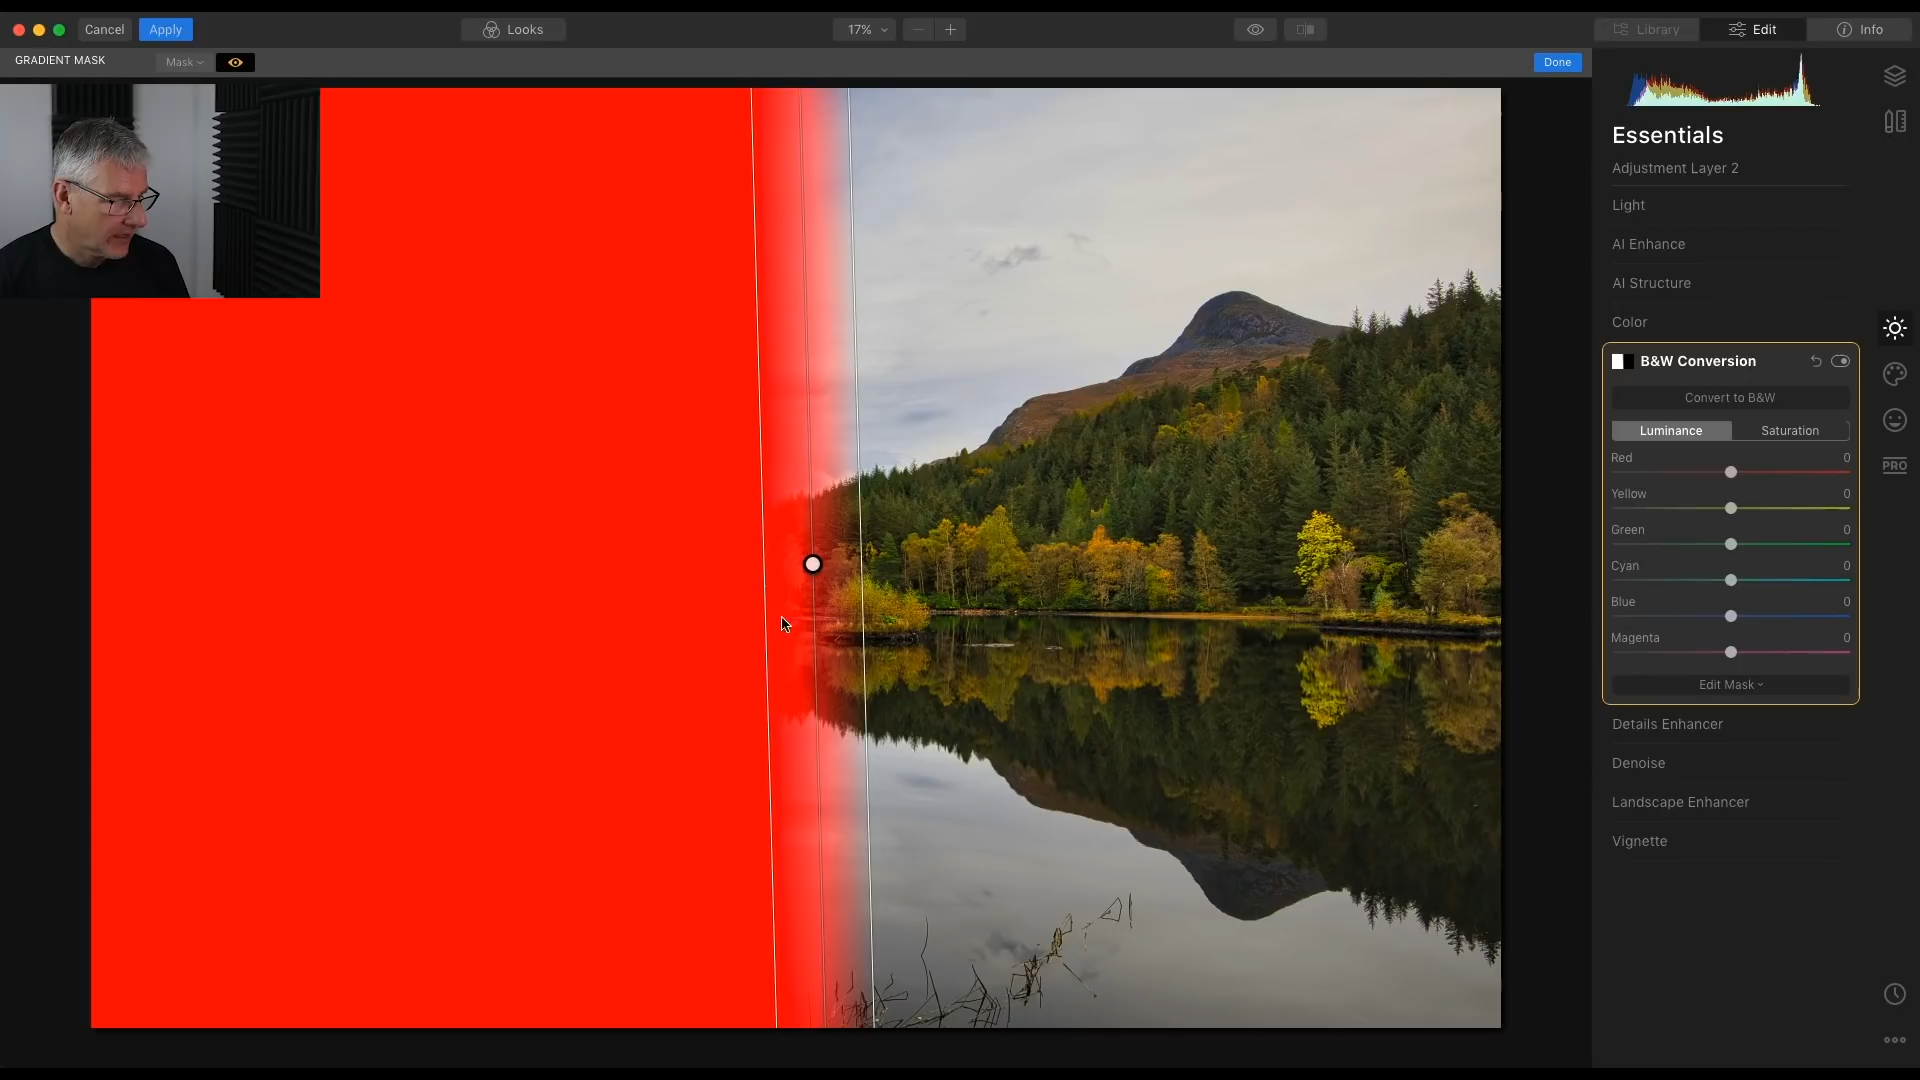 Cancel
Apply
Looks
17%
Library
Edit
Info
GRADIENT MASK
Mask
Done
Essentials
Adjustment Layer 2
Light
AI Enhance
AI Structure
Color
B&W Conversion
Convert to B&W
Luminance
Saturation
Red 0
Yellow 0
Green 0
Cyan 0
Blue 0
Magenta 0
Edit Mask
Details Enhancer
Denoise
Landscape Enhancer
Vignette
PRO